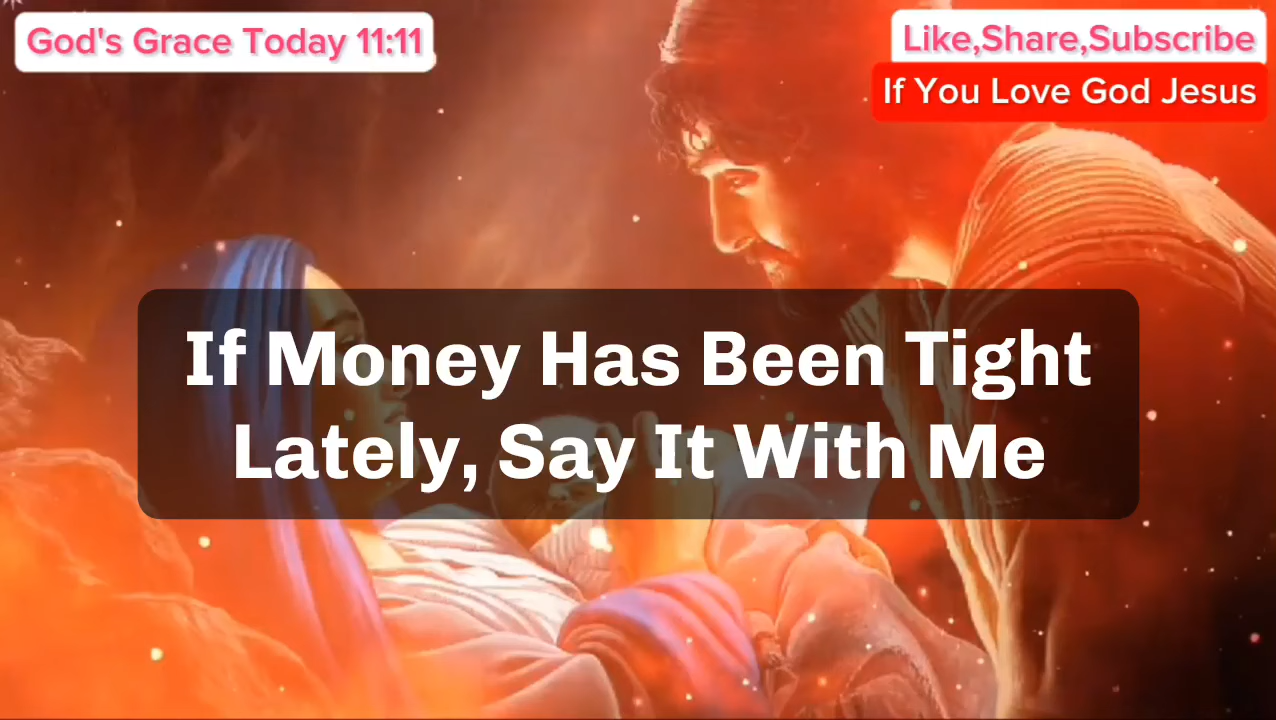 God's Grace Today 11:11
Like,Share,Subscribe
If You Love God Jesus
If Money Has Been Tight
Lately, Say It With Me